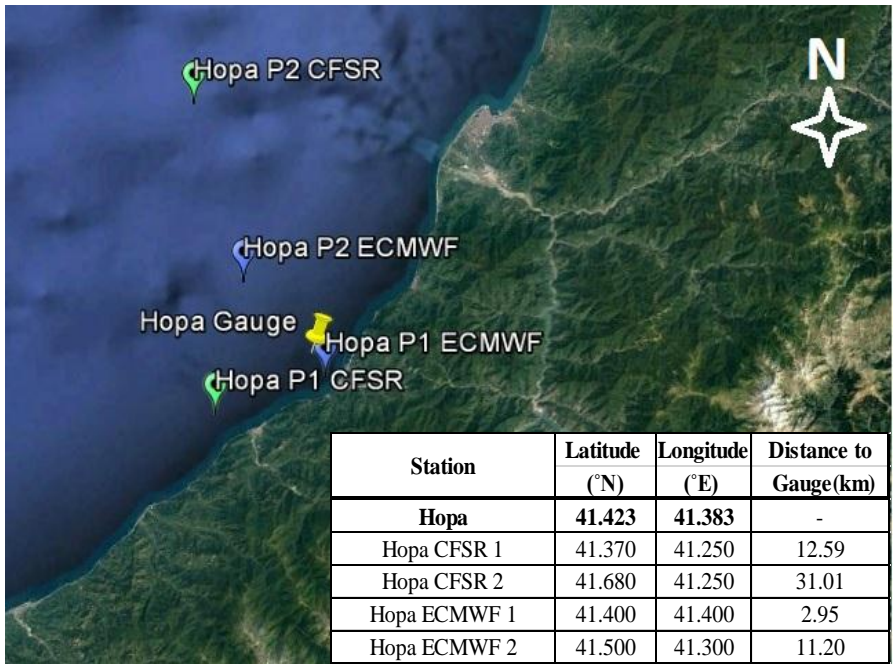 Hopa P2 CFSR
N
Hopa P2 ECMWF
Hopa Gauge
Hopa P1 ECMWF
Hopa P1 CFSR
Station Latitude Longitude Distance to
(°N) (°E) Gauge (km)
Hopa 41.423 41.383 -
Hopa CFSR 1 41.370 41.250 12.59
Hopa CFSR 2 41.680 41.250 31.01
Hopa ECMWF 1 41.400 41.400 2.95
Hopa ECMWF 2 41.500 41.300 11.20